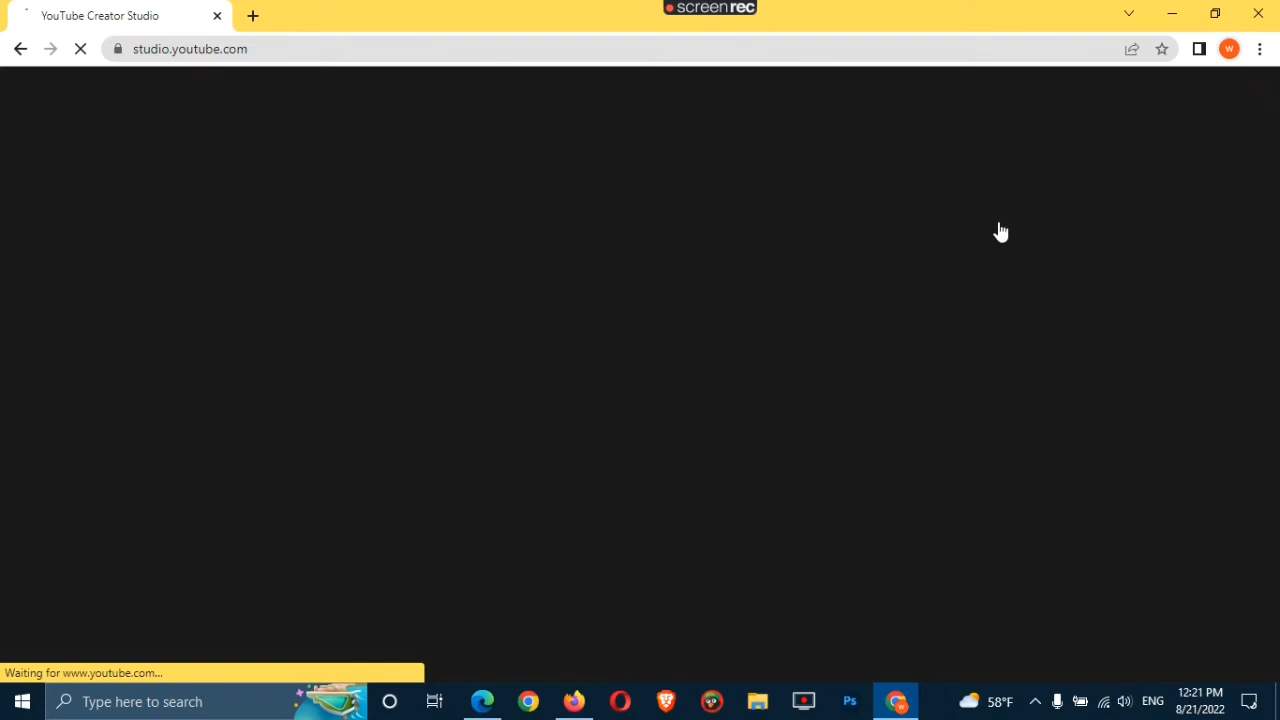 YouTube Creator Studio
screenrec
studio.youtube.com
W
Waiting for www.youtube.com...
Type here to search
Ps
W
58°F
ENG
12:21 PM
8/21/2022